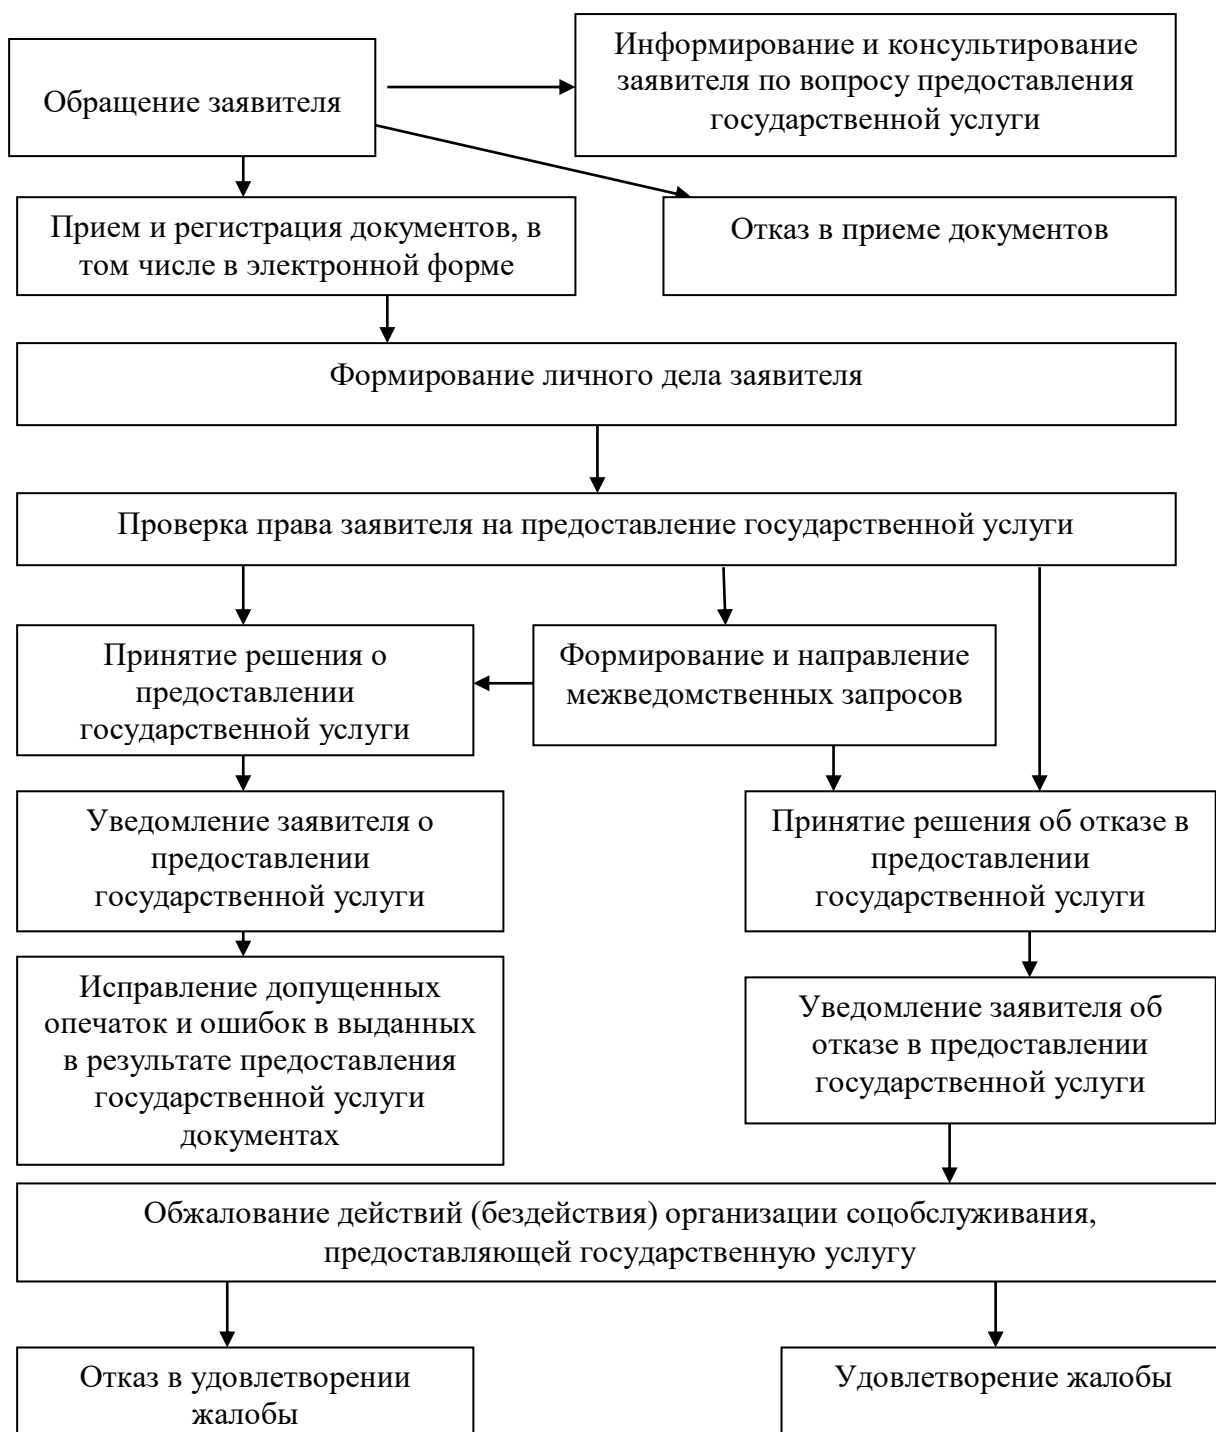 Обращение заявителя
Информирование и консультирование
заявителя по вопросу предоставления
государственной услуги
Прием и регистрация документов, в
том числе в электронной форме
Отказ в приеме документов
Формирование личного дела заявителя
Проверка права заявителя на предоставление государственной услуги
Принятие решения о
предоставлении
государственной услуги
Формирование и направление
межведомственных запросов
Уведомление заявителя о
предоставлении
государственной услуги
Принятие решения об отказе в
предоставлении
государственной услуги
Исправление допущенных
опечаток и ошибок в выданных
в результате предоставления
государственной услуги
документах
Уведомление заявителя об
отказе в предоставлении
государственной услуги
Обжалование действий (бездействия) организации соцобслуживания,
предоставляющей государственную услугу
Отказ в удовлетворении
жалобы
Удовлетворение жалобы